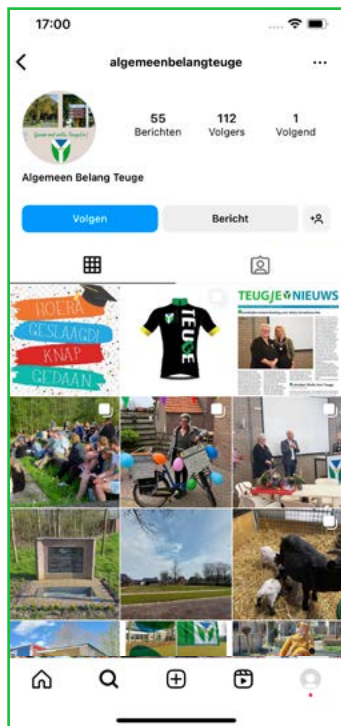 17:00
algemeenbelangteuge
55
Berichten
112
Volgers
1
Volgend
Algemeen Belang Teuge
Volgen
Bericht
HOERA
GESLAAGD!
KNAP
GEDAAN
TEUGE
TEUGJE NIEUWS